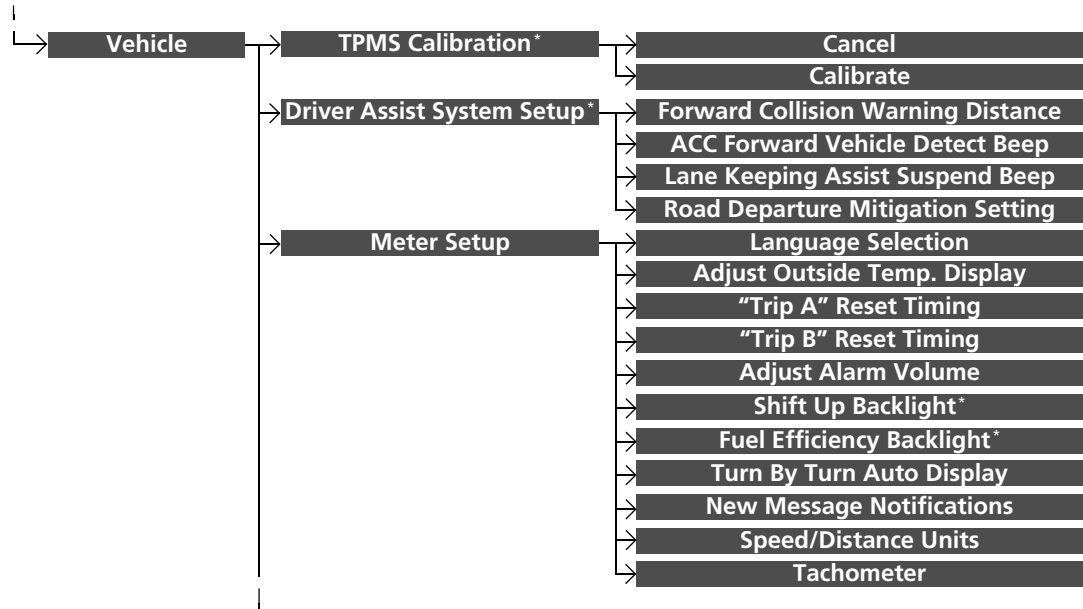 Vehicle
TPMS Calibration*
Cancel
Calibrate
Driver Assist System Setup*
Forward Collision Warning Distance
ACC Forward Vehicle Detect Beep
Lane Keeping Assist Suspend Beep
Road Departure Mitigation Setting
Meter Setup
Language Selection
Adjust Outside Temp. Display
“Trip A” Reset Timing
“Trip B” Reset Timing
Adjust Alarm Volume
Shift Up Backlight*
Fuel Efficiency Backlight*
Turn By Turn Auto Display
New Message Notifications
Speed/Distance Units
Tachometer